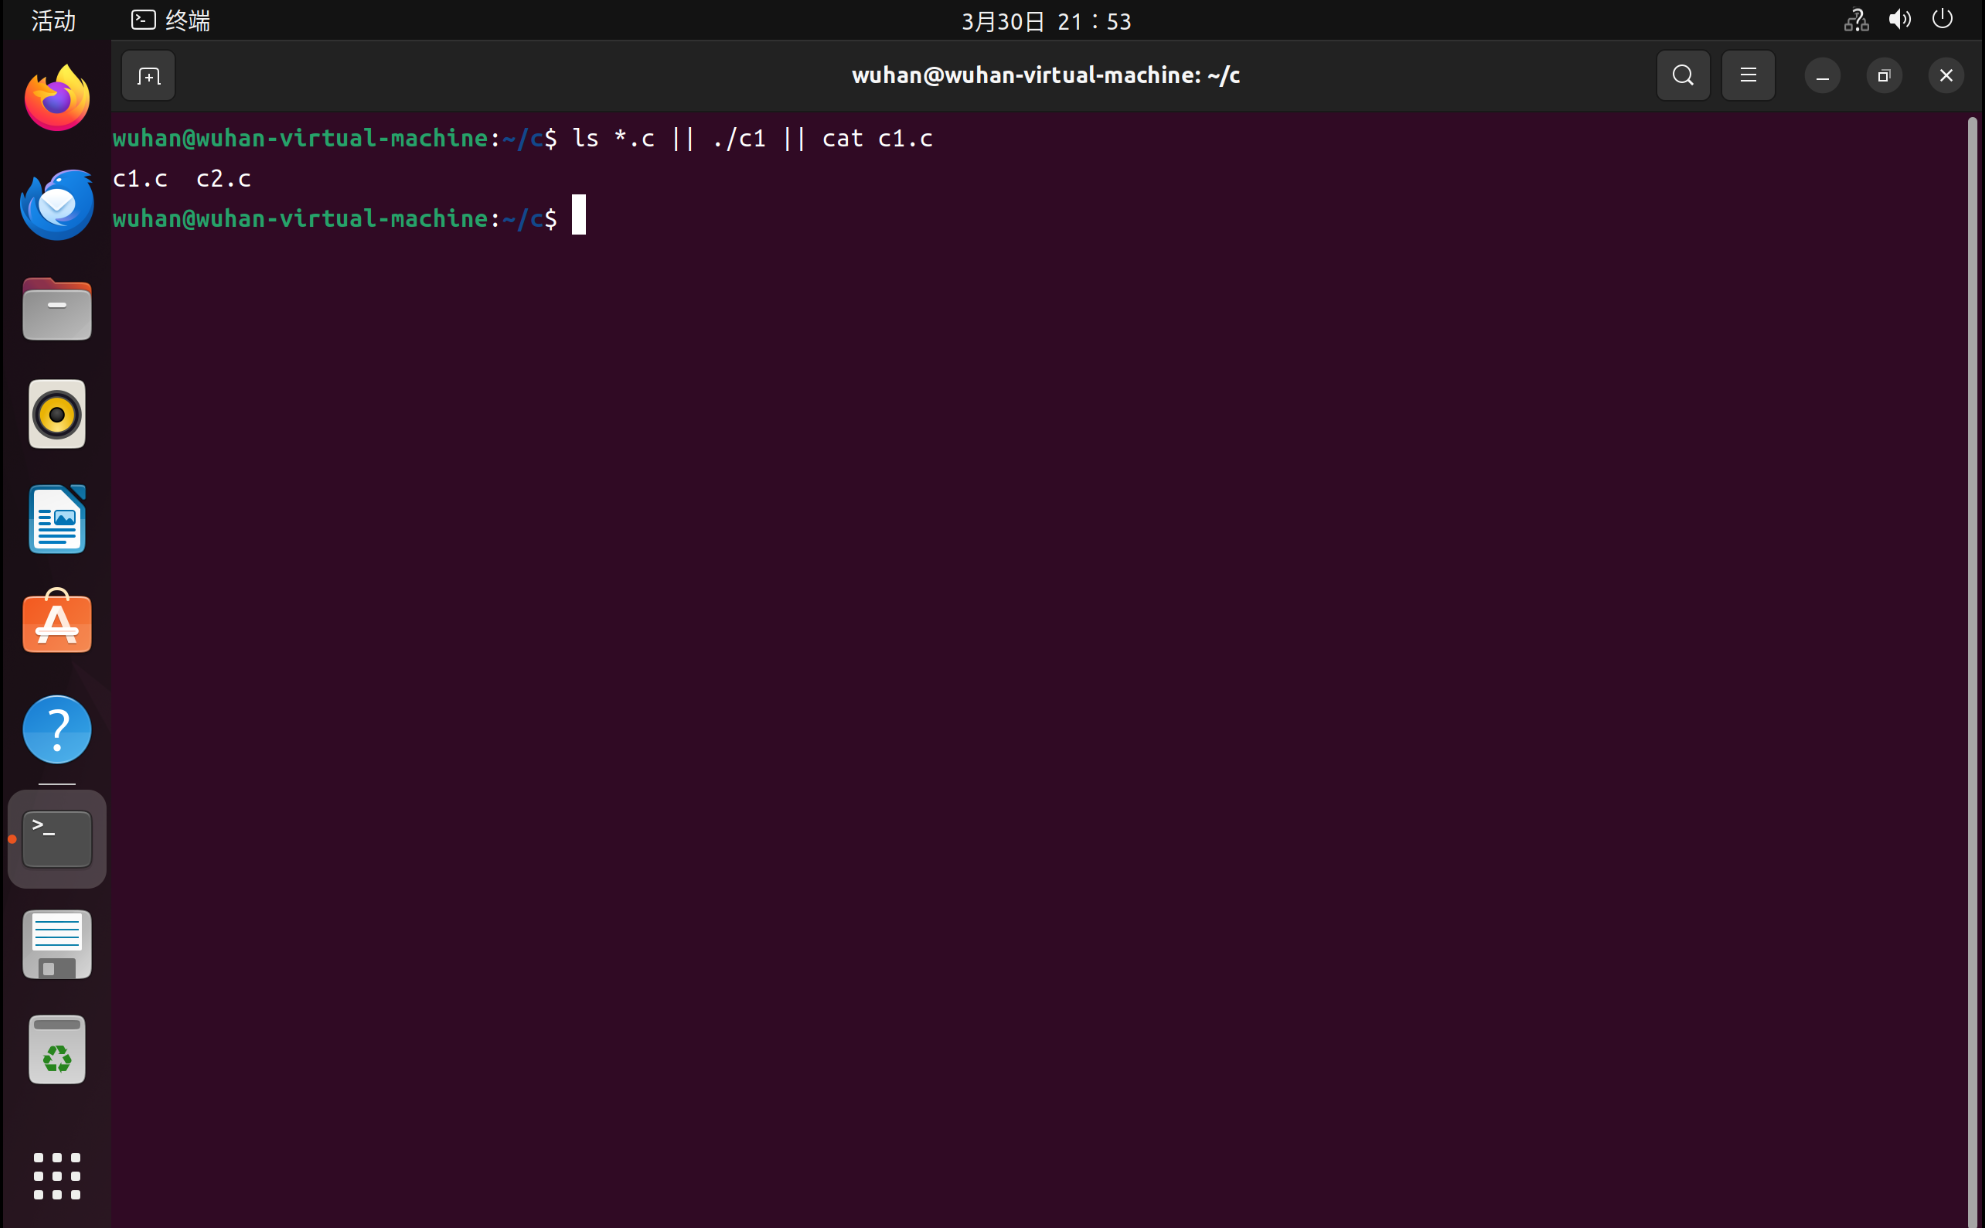 活动 终端 3月30日 21：53
wuhan@wuhan-virtual-machine: ~/c
wuhan@wuhan-virtual-machine:~/c$ ls *.c || ./c1 || cat c1.c
c1.c  c2.c
wuhan@wuhan-virtual-machine:~/c$